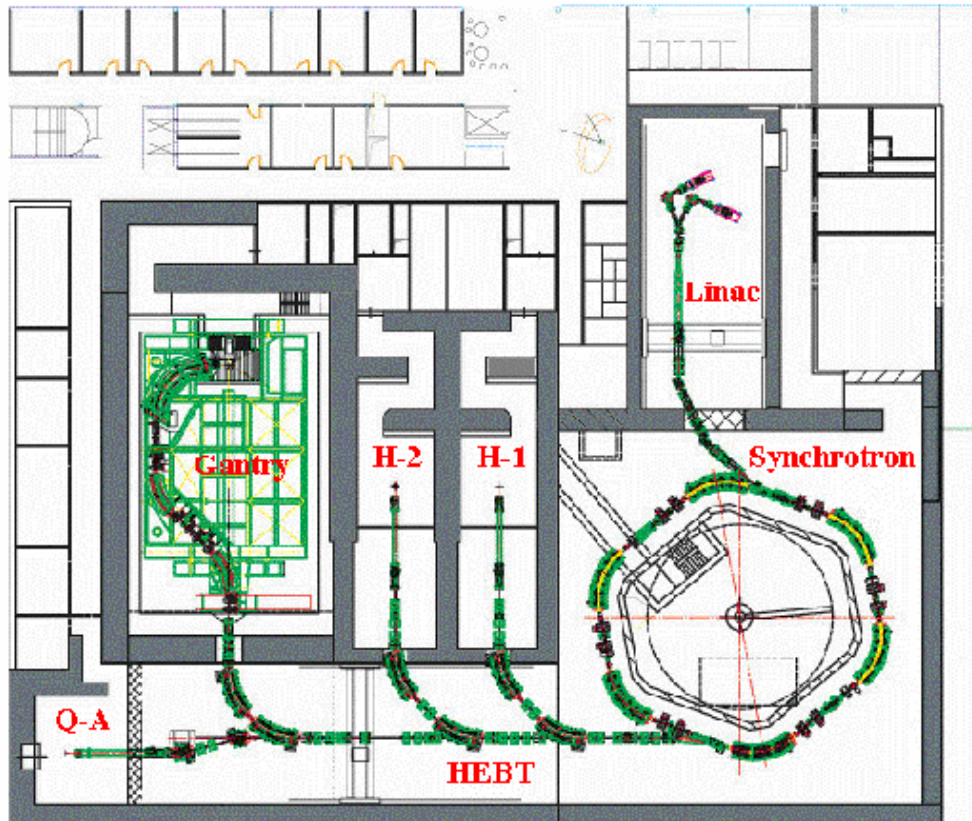 Linac
Gantry
H-2
H-1
Synchrotron
Q-A
HEBT